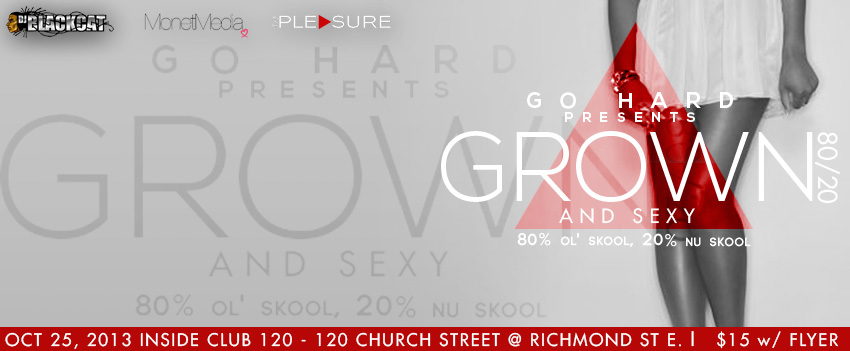 DJ BLACKCAT
MonetMedia
PLEASURE
GO HARD
PRESENTS
GROWN
AND SEXY
80% OL' SKOOL, 20% NU SKOOL
GO HARD
PRESENTS
GROWN
80/20
AND SEXY
80% OL' SKOOL, 20% NU SKOOL
OCT 25, 2013 INSIDE CLUB 120 - 120 CHURCH STREET @ RICHMOND ST E. | $15 w/ FLYER